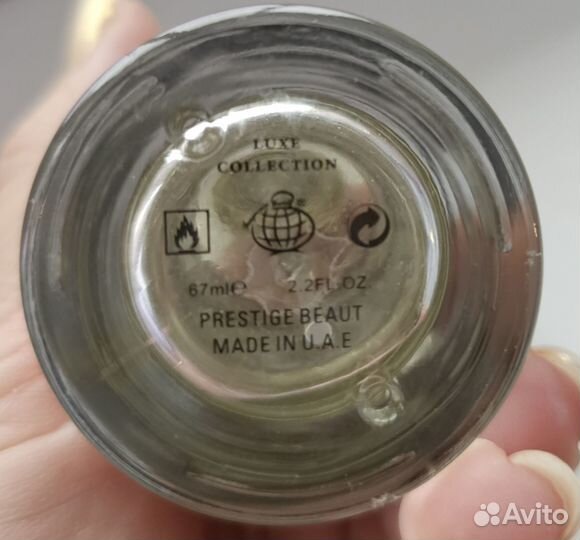 LUXE
COLLECTION
®
67ml℮ 2.2FL.OZ.
PRESTIGE BEAUT
MADE IN U.A.E
Avito